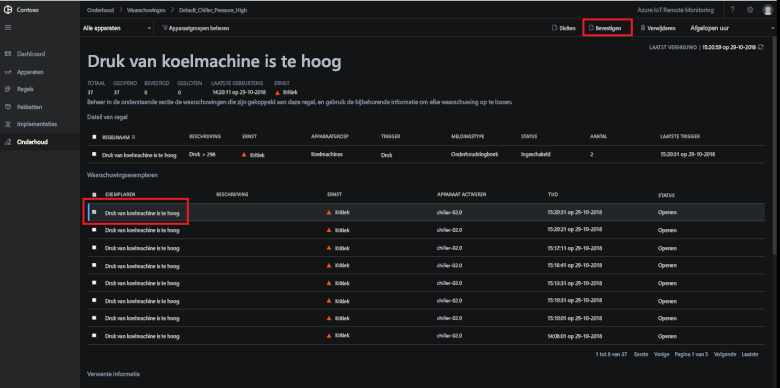 Contoso
Onderhoud > Waarschuwingen > Default_Chiller_Pressure_High
Azure IoT Remote Monitoring
Alle apparaten
Apparaatgroepen beheren
Sluiten
Bevestigen
Verwijderen
Afgelopen uur
Dashboard
Apparaten
Regels
Pakketten
Implementaties
Onderhoud
LAATST VERNIEUWD | 15:20:59 op 29-10-2018
Druk van koelmachine is te hoog
TOTAAL GEOPEND BEVESTIGD GESLOTEN LAATSTE GEBEURTENIS ERNST
37 37 0 0 14:20:11 op 29-10-2018 Kritiek
Beheer in de onderstaande sectie de waarschuwingen die zijn gekoppeld aan deze regel, en gebruik de bijbehorende informatie om elke waarschuwing op te lossen.
Detail van regel
REGELNAAM BESCHRIJVING ERNST APPARAATGROEP TRIGGER MELDINGSTYPE STATUS AANTAL LAATSTE TRIGGER
Druk van koelmachine is te hoog Druk > 298 Kritiek Koelmachines Druk Onderhoudslogboek Ingeschakeld 2 15:20:31 op 29-10-2018
Waarschuwingsexemplaren
EXEMPLAREN BESCHRIJVING ERNST APPARAAT ACTIVEREN TIJD STATUS
Druk van koelmachine is te hoog Kritiek chiller-02.0 15:20:31 op 29-10-2018 Openen
Druk van koelmachine is te hoog Kritiek chiller-02.0 15:20:21 op 29-10-2018 Openen
Druk van koelmachine is te hoog Kritiek chiller-02.0 15:17:11 op 29-10-2018 Openen
Druk van koelmachine is te hoog Kritiek chiller-02.0 15:16:41 op 29-10-2018 Openen
Druk van koelmachine is te hoog Kritiek chiller-02.0 15:13:31 op 29-10-2018 Openen
Druk van koelmachine is te hoog Kritiek chiller-02.0 15:10:31 op 29-10-2018 Openen
Druk van koelmachine is te hoog Kritiek chiller-02.0 15:10:01 op 29-10-2018 Openen
Druk van koelmachine is te hoog Kritiek chiller-02.0 14:08:01 op 29-10-2018 Openen
1 tot 8 van 37 Eerste Vorige Pagina 1 van 5 Volgende Laatste
Verwante informatie